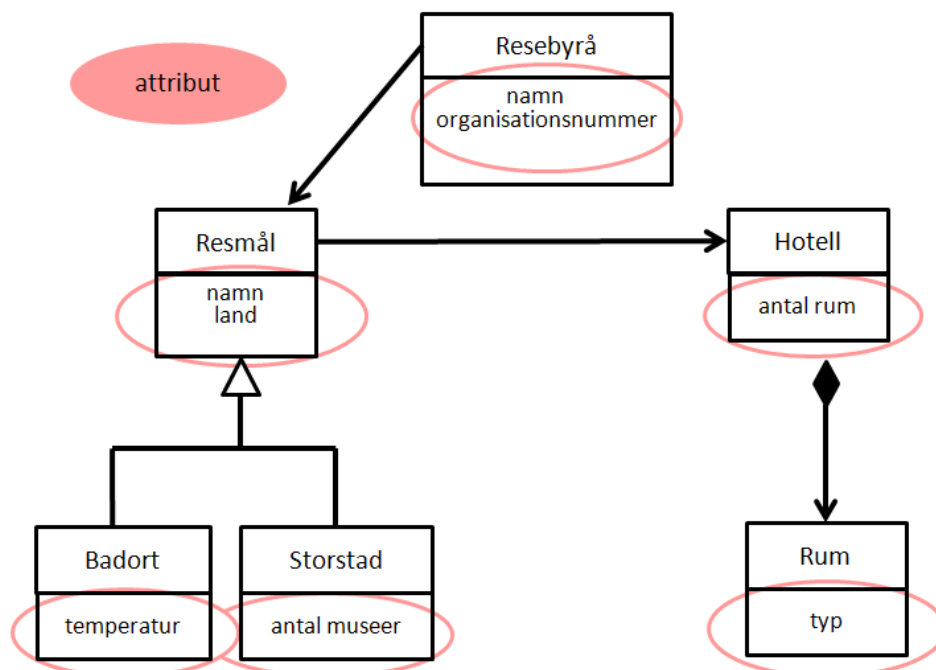 Resebyrå
attribut
namn
organisationsnummer
Resmål
Hotell
namn
land
antal rum
Badort
Storstad
Rum
temperatur
antal museer
typ